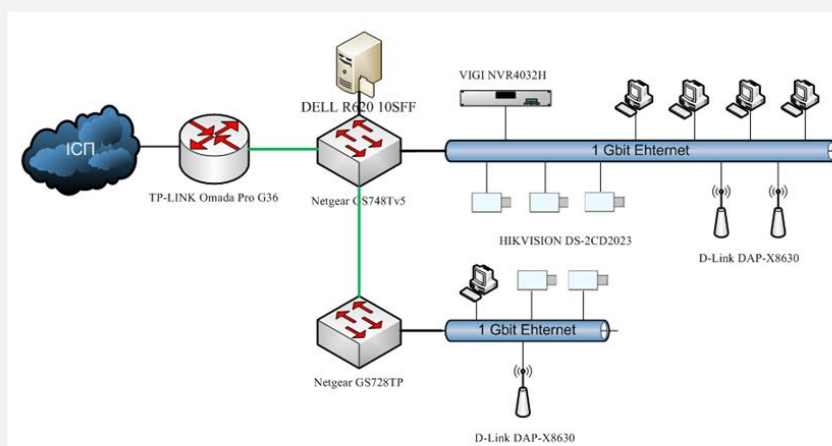 VIGI NVR4032H
DELL R620 10SFF
ІСП
1 Gbit Ehternet
TP-LINK Omada Pro G36
Netgear GS748Tv5
HIKVISION DS-2CD2023
D-Link DAP-X8630
1 Gbit Ehternet
Netgear GS728TP
D-Link DAP-X8630